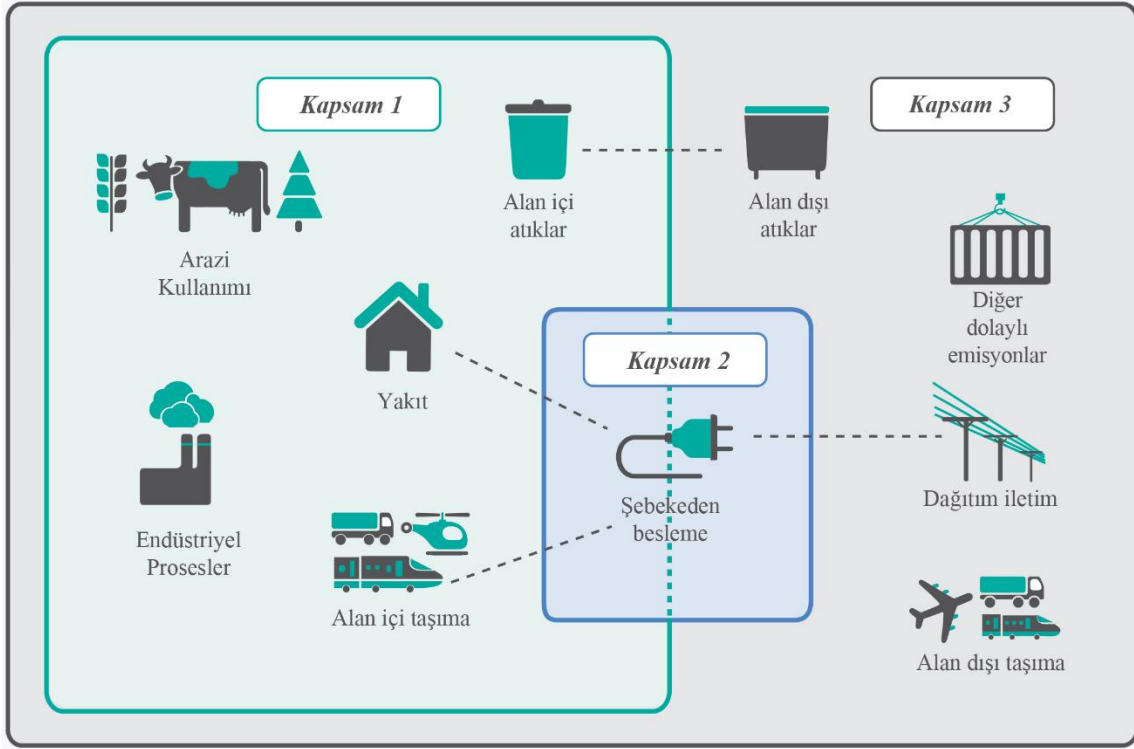 Kapsam 1
Kapsam 3
Alan içi
atıklar
Alan dışı
atıklar
Arazi
Kullanımı
Diğer
dolaylı
emisyonlar
Kapsam 2
Yakıt
Şebekeden
besleme
Dağıtım iletim
Endüstriyel
Prosesler
Alan içi taşıma
Alan dışı taşıma